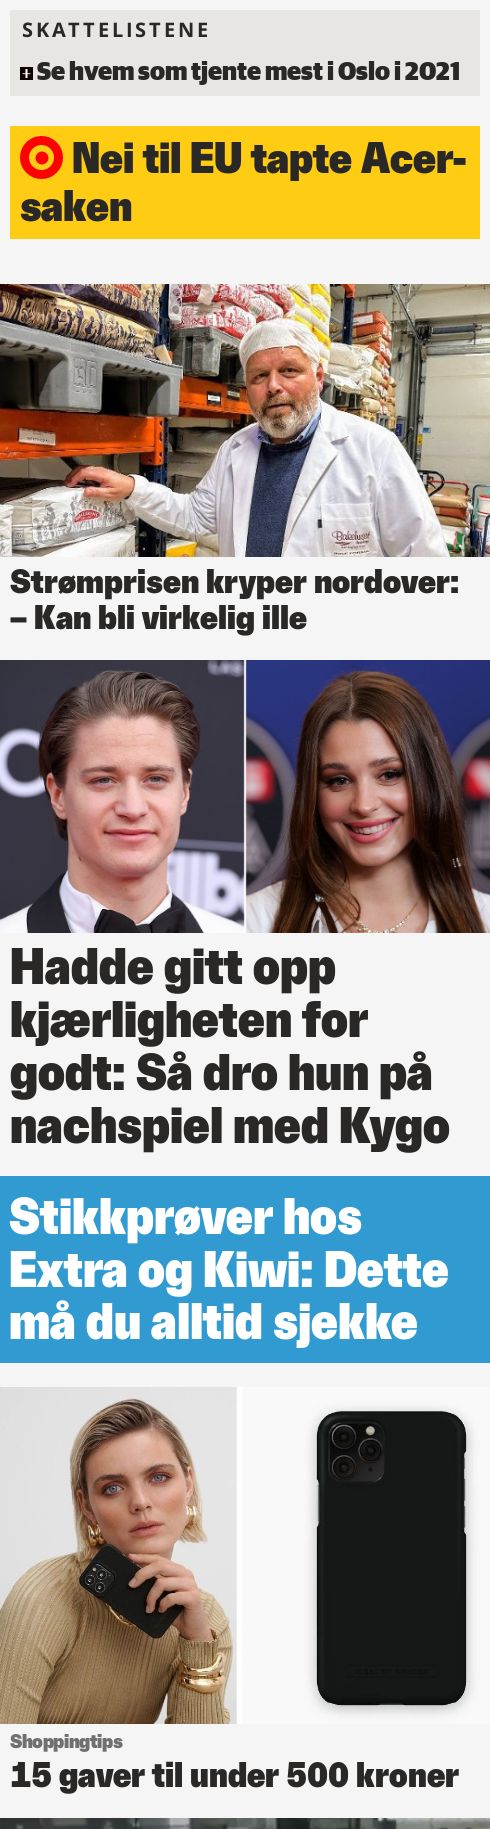 SKATTELISTENE
Se hvem som tjente mest i Oslo i 2021
Nei til EU tapte Acer-
saken
Strømprisen kryper nordover:
– Kan bli virkelig ille
Hadde gitt opp
kjærligheten for
godt: Så dro hun på
nachspiel med Kygo
Stikkprøver hos
Extra og Kiwi: Dette
må du alltid sjekke
Shoppingtips
15 gaver til under 500 kroner